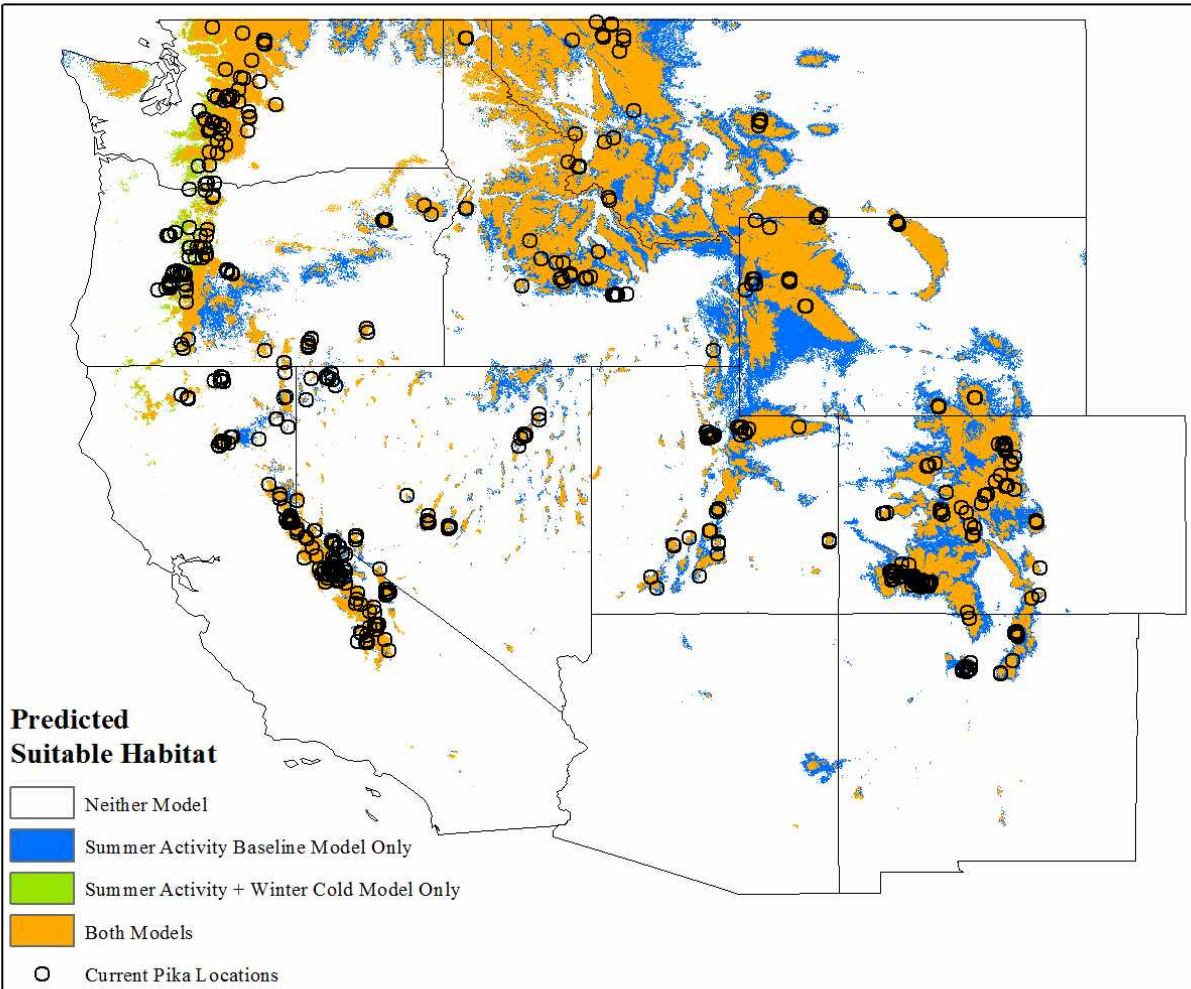 Predicted
Suitable Habitat
Neither Model
Summer Activity Baseline Model Only
Summer Activity + Winter Cold Model Only
Both Models
Current Pika Locations